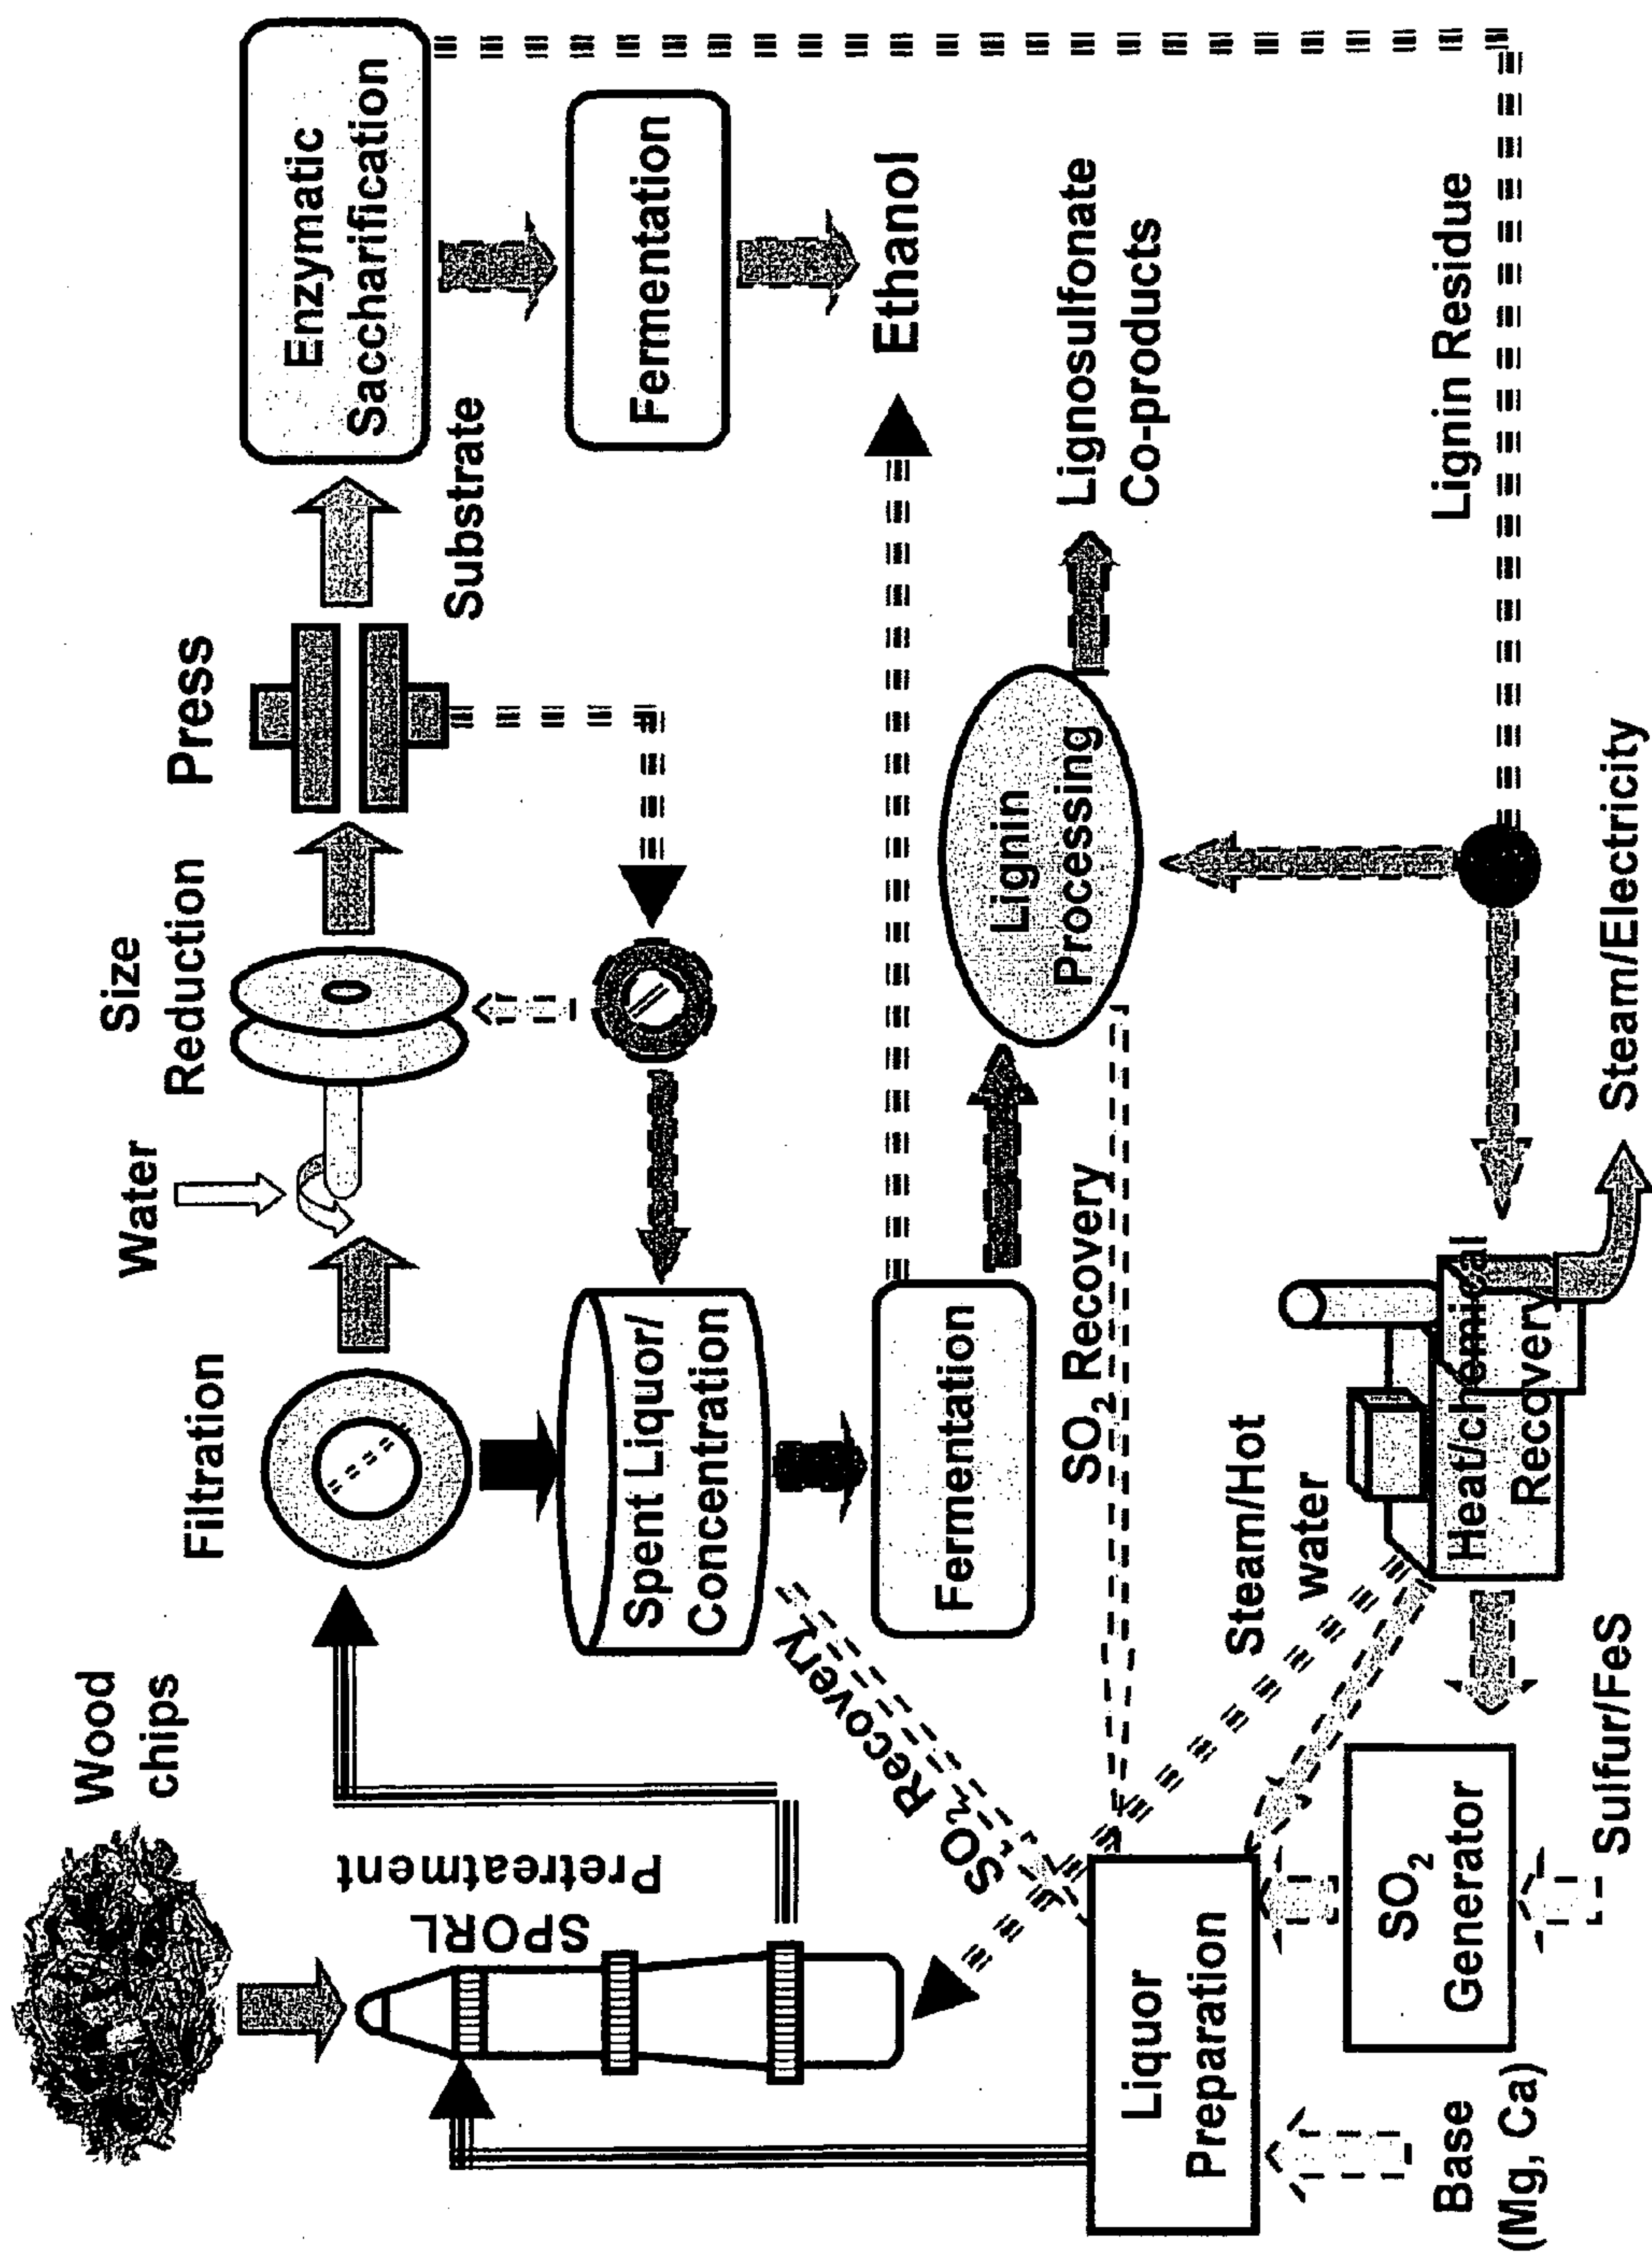 Wood
chips
SPORL
Pretreatment
Filtration
Water
Size
Reduction
Press
Substrate
Enzymatic
Saccharification
Fermentation
Ethanol
Spent Liquor/
Concentration
Fermentation
SO2 Recovery
SO2 Recovery
Lignin
Processing
Lignosulfonate
Co-products
Lignin Residue
Liquor
Preparation
Steam/Hot
water
Heat/chemical
Recovery
Steam/Electricity
SO2
Generator
Base
(Mg, Ca)
Sulfur/FeS